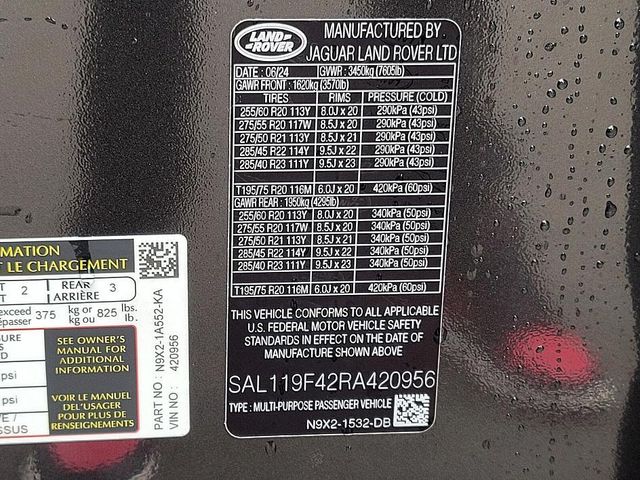 LAND-
ROVER
MANUFACTURED BY
JAGUAR LAND ROVER LTD
DATE : 06/24 GVWR : 3450kg (7605lb)
GAWR FRONT : 1620kg (3570lb)
TIRES RIMS PRESSURE (COLD)
255/60 R20 113Y 8.0J x 20 290kPa (43psi)
275/55 R20 117W 8.5J x 20 290kPa (43psi)
275/50 R21 113Y 8.5J x 21 290kPa (43psi)
285/45 R22 114Y 9.5J x 22 290kPa (43psi)
285/40 R23 111Y 9.5J x 23 290kPa (43psi)
T195/75 R20 116M 6.0J x 20 420kPa (60psi)
GAWR REAR : 1950kg (4295lb)
255/60 R20 113Y 8.0J x 20 340kPa (50psi)
275/55 R20 117W 8.5J x 20 340kPa (50psi)
275/50 R21 113Y 8.5J x 21 340kPa (50psi)
285/45 R22 114Y 9.5J x 22 340kPa (50psi)
285/40 R23 111Y 9.5J x 23 340kPa (50psi)
T195/75 R20 116M 6.0J x 20 420kPa (60psi)
THIS VEHICLE CONFORMS TO ALL APPLICABLE
U.S. FEDERAL MOTOR VEHICLE SAFETY
STANDARDS IN EFFECT ON THE DATE OF
MANUFACTURE SHOWN ABOVE
SAL119F42RA420956
TYPE : MULTI-PURPOSE PASSENGER VEHICLE
N9X2-1532-DB
MATION
T LE CHARGEMENT
T 2 REAR 3
T 2 ARRIÈRE
exceed 375 kg or 825 lbs.
épasser kg ou lb.
SURE
D
SEE OWNER'S
MANUAL FOR
ADDITIONAL
INFORMATION
psi
psi
VOIR LE MANUEL
DE L'USAGER
POUR PLUS DE
RENSEIGNEMENTS
VE /
SSUS
PART NO : N9X2-1A552-KA
VIN NO : 420956